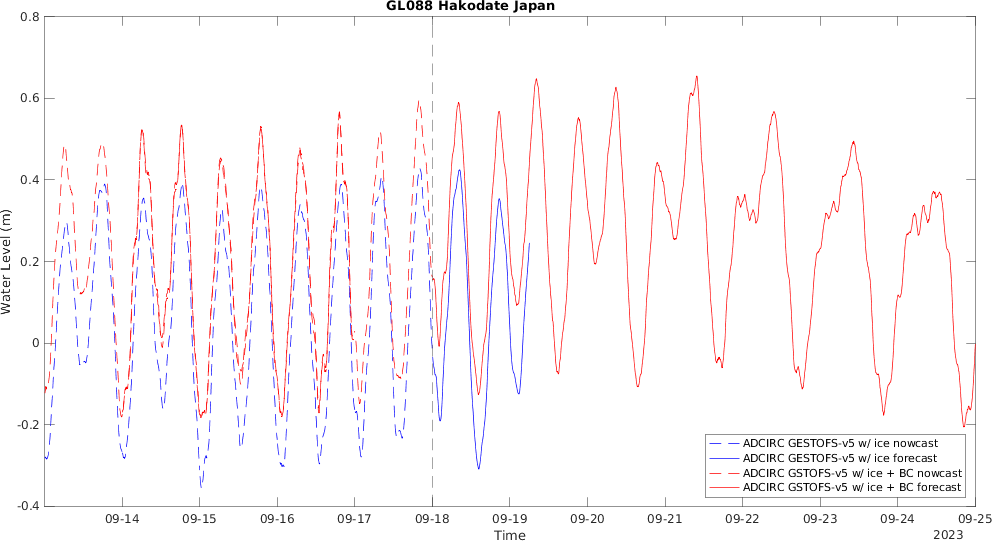 GL088 Hakodate Japan
0.8
0.6
0.4
0.2
0
-0.2
-0.4
Water Level (m)
ADCIRC GESTOFS-v5 w/ ice nowcast
ADCIRC GESTOFS-v5 w/ ice forecast
ADCIRC GSTOFS-v5 w/ ice + BC nowcast
ADCIRC GSTOFS-v5 w/ ice + BC forecast
09-14 09-15 09-16 09-17 09-18 09-19 09-20 09-21 09-22 09-23 09-24 09-25
Time
2023